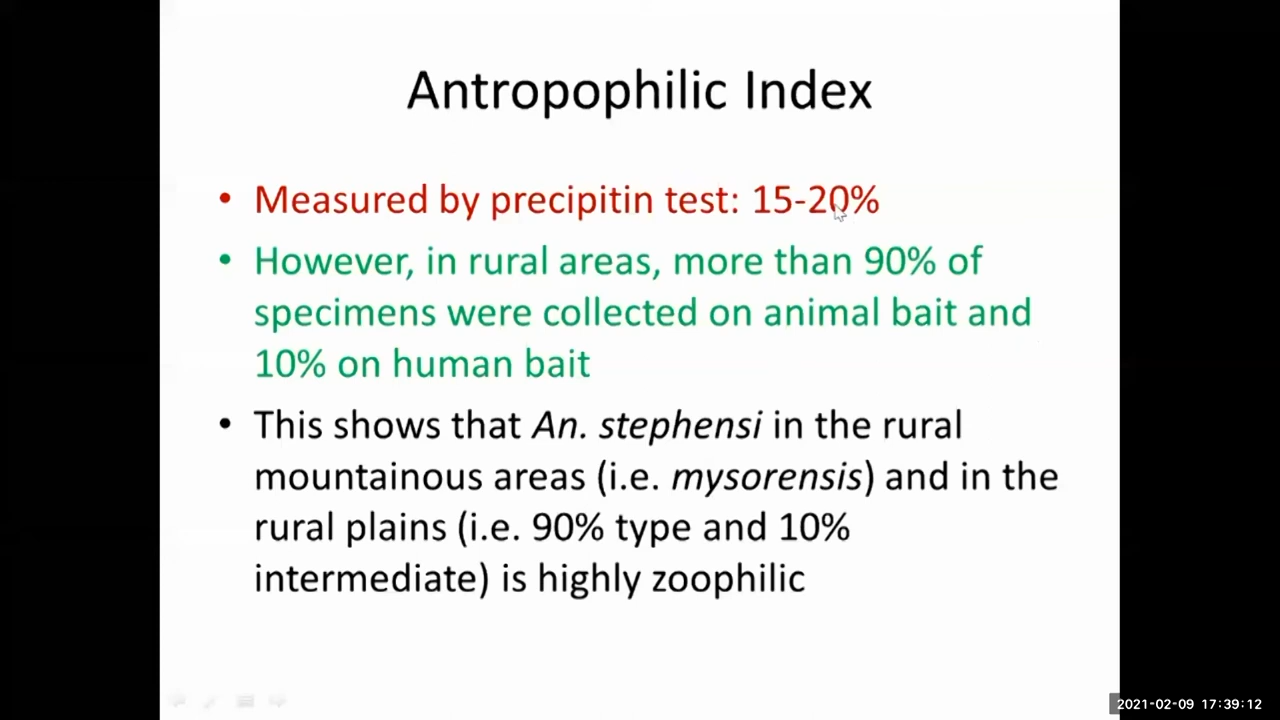 Antropophilic Index
• Measured by precipitin test: 15-20%
• However, in rural areas, more than 90% of
specimens were collected on animal bait and
10% on human bait
• This shows that An. stephensi in the rural
mountainous areas (i.e. mysorensis) and in the
rural plains (i.e. 90% type and 10%
intermediate) is highly zoophilic
2021-02-09 17:39:12